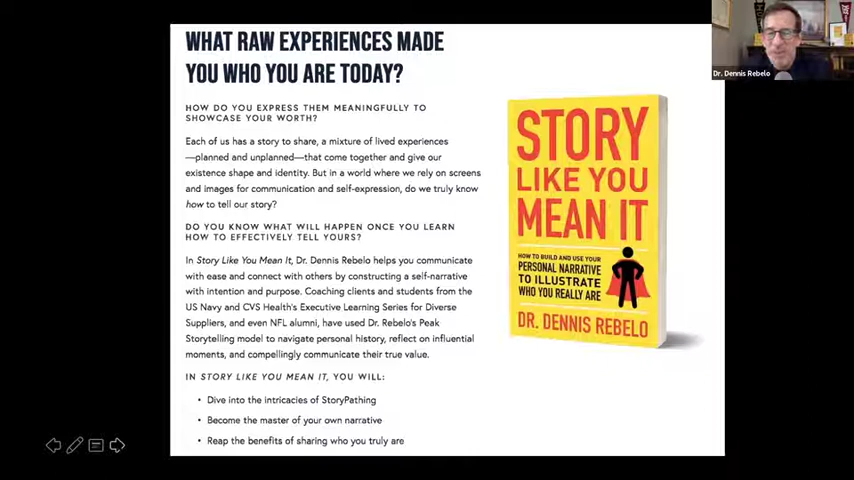 WHAT RAW EXPERIENCES MADE
YOU WHO YOU ARE TODAY?
HOW DO YOU EXPRESS THEM MEANINGFULLY TO
SHOWCASE YOUR WORTH?
Each of us has a story to share, a mixture of lived experiences
—planned and unplanned—that come together and give our
existence shape and identity. But in a world where we rely on screens
and images for communication and self-expression, do we truly know
how to tell our story?
DO YOU KNOW WHAT WILL HAPPEN ONCE YOU LEARN
HOW TO EFFECTIVELY TELL YOURS?
In Story Like You Mean It, Dr. Dennis Rebelo helps you communicate
with ease and connect with others by constructing a self-narrative
with intention and purpose. Coaching clients and students from the
US Navy and CVS Health's Executive Learning Series for Diverse
Suppliers, and even NFL alumni, have used Dr. Rebelo's Peak
Storytelling model to navigate personal history, reflect on influential
moments, and compellingly communicate their true value.
IN STORY LIKE YOU MEAN IT, YOU WILL:
• Dive into the intricacies of StoryPathing
• Become the master of your own narrative
• Reap the benefits of sharing who you truly are
STORY
LIKE YOU
MEAN IT
HOW TO BUILD AND USE YOUR
PERSONAL NARRATIVE
TO ILLUSTRATE
WHO YOU REALLY ARE
DR. DENNIS REBELO
Dr. Dennis Rebelo